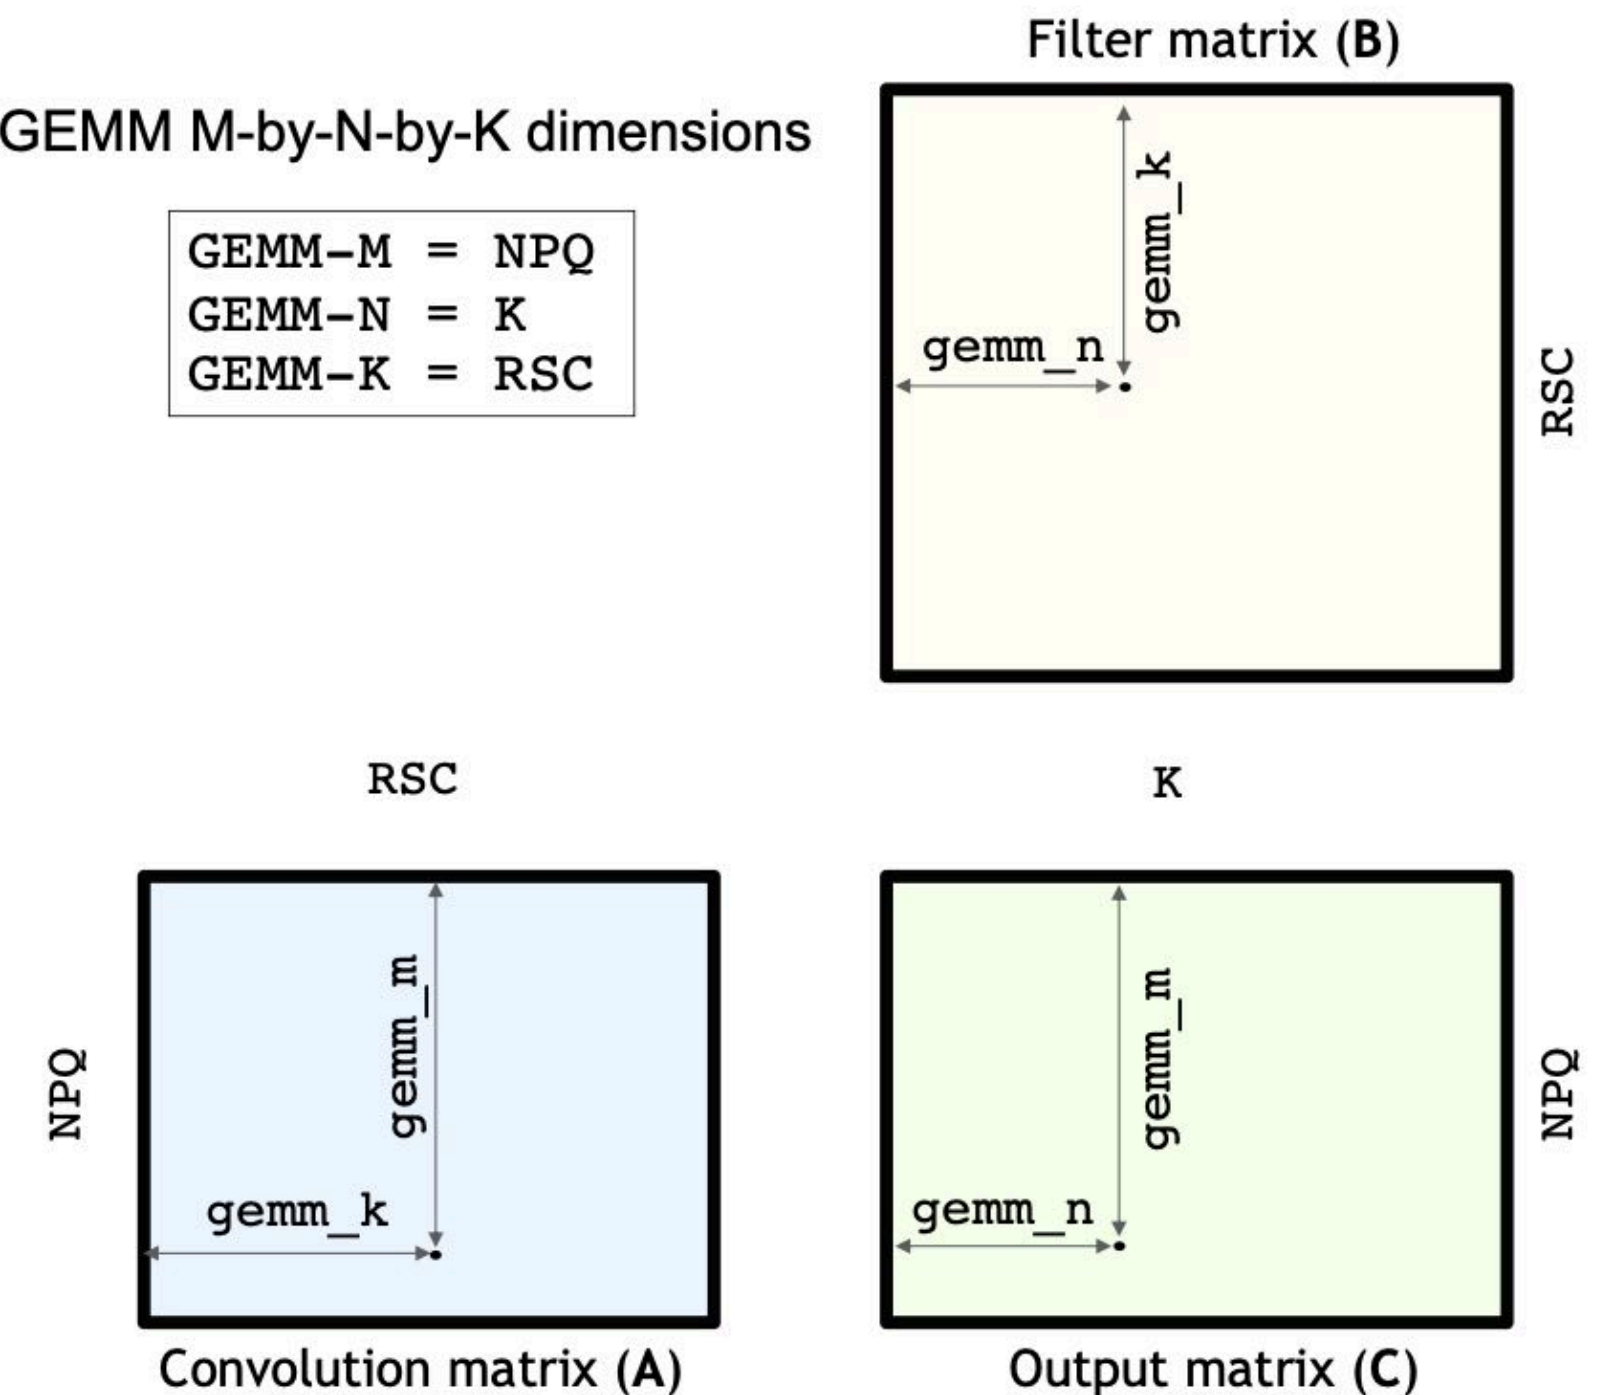 Filter matrix (B)
GEMM M-by-N-by-K dimensions
GEMM-M = NPQ
GEMM-N = K
GEMM-K = RSC
gemm_k
gemm_n
RSC
RSC
K
NPQ
gemm_m
gemm_k
gemm_m
gemm_n
NPQ
Convolution matrix (A)
Output matrix (C)